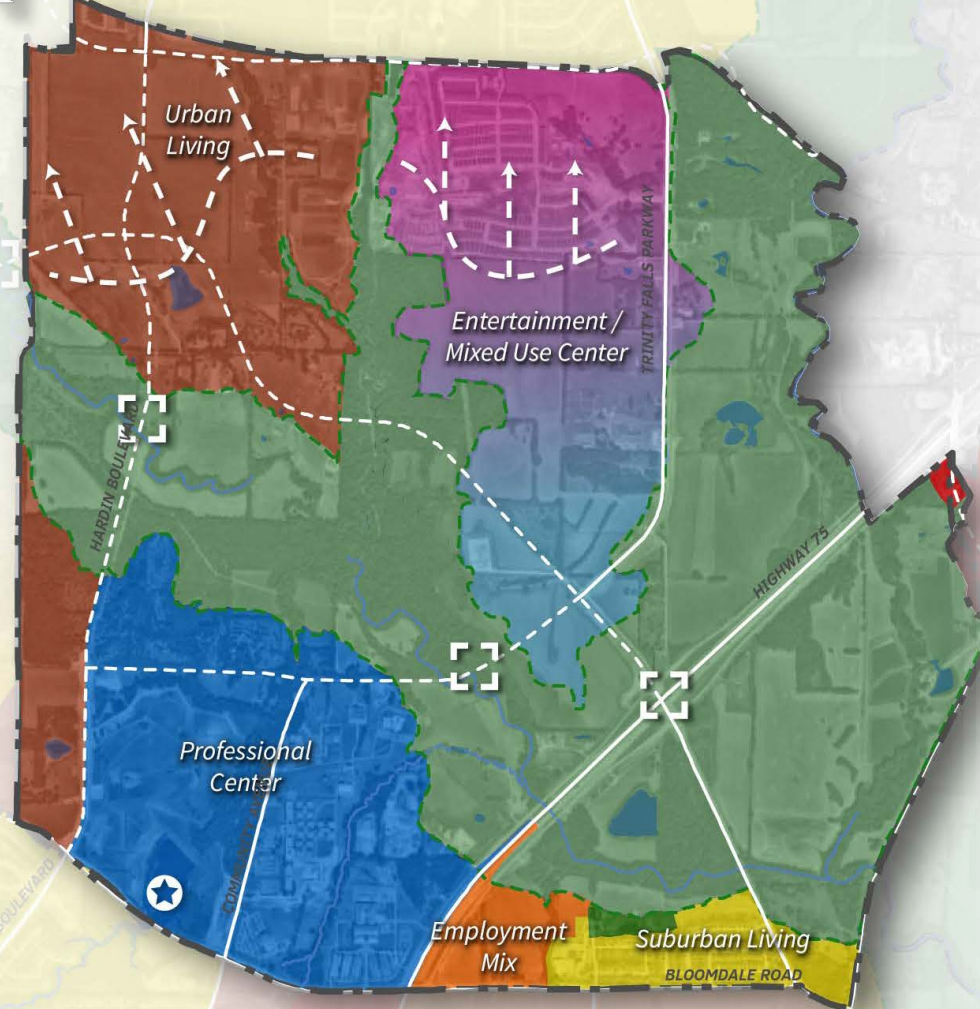 Urban
Living
TRINITY FALLS PARKWAY
Entertainment /
Mixed Use Center
HARDIN BOULEVARD
HIGHWAY 75
Professional
Center
BOULEVARD
Employment
Mix
Suburban Living
BLOOMDALE ROAD